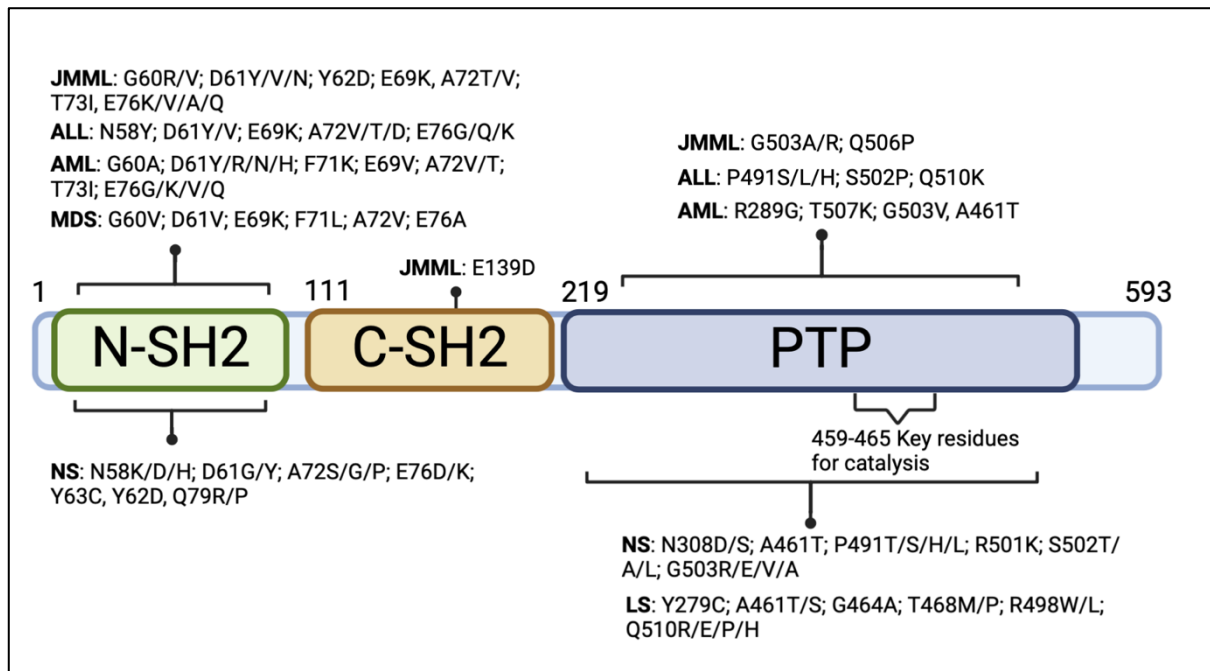 JMML: G60R/V; D61Y/V/N; Y62D; E69K, A72T/V;
T73I, E76K/V/A/Q
ALL: N58Y; D61Y/V; E69K; A72V/T/D; E76G/Q/K
AML: G60A; D61Y/R/N/H; F71K; E69V; A72V/T;
T73I; E76G/K/V/Q
MDS: G60V; D61V; E69K; F71L; A72V; E76A
JMML: G503A/R; Q506P
ALL: P491S/L/H; S502P; Q510K
AML: R289G; T507K; G503V, A461T
JMML: E139D
1
111
219
593
N-SH2
C-SH2
PTP
459-465 Key residues
for catalysis
NS: N58K/D/H; D61G/Y; A72S/G/P; E76D/K;
Y63C, Y62D, Q79R/P
NS: N308D/S; A461T; P491T/S/H/L; R501K; S502T/
A/L; G503R/E/V/A
LS: Y279C; A461T/S; G464A; T468M/P; R498W/L;
Q510R/E/P/H